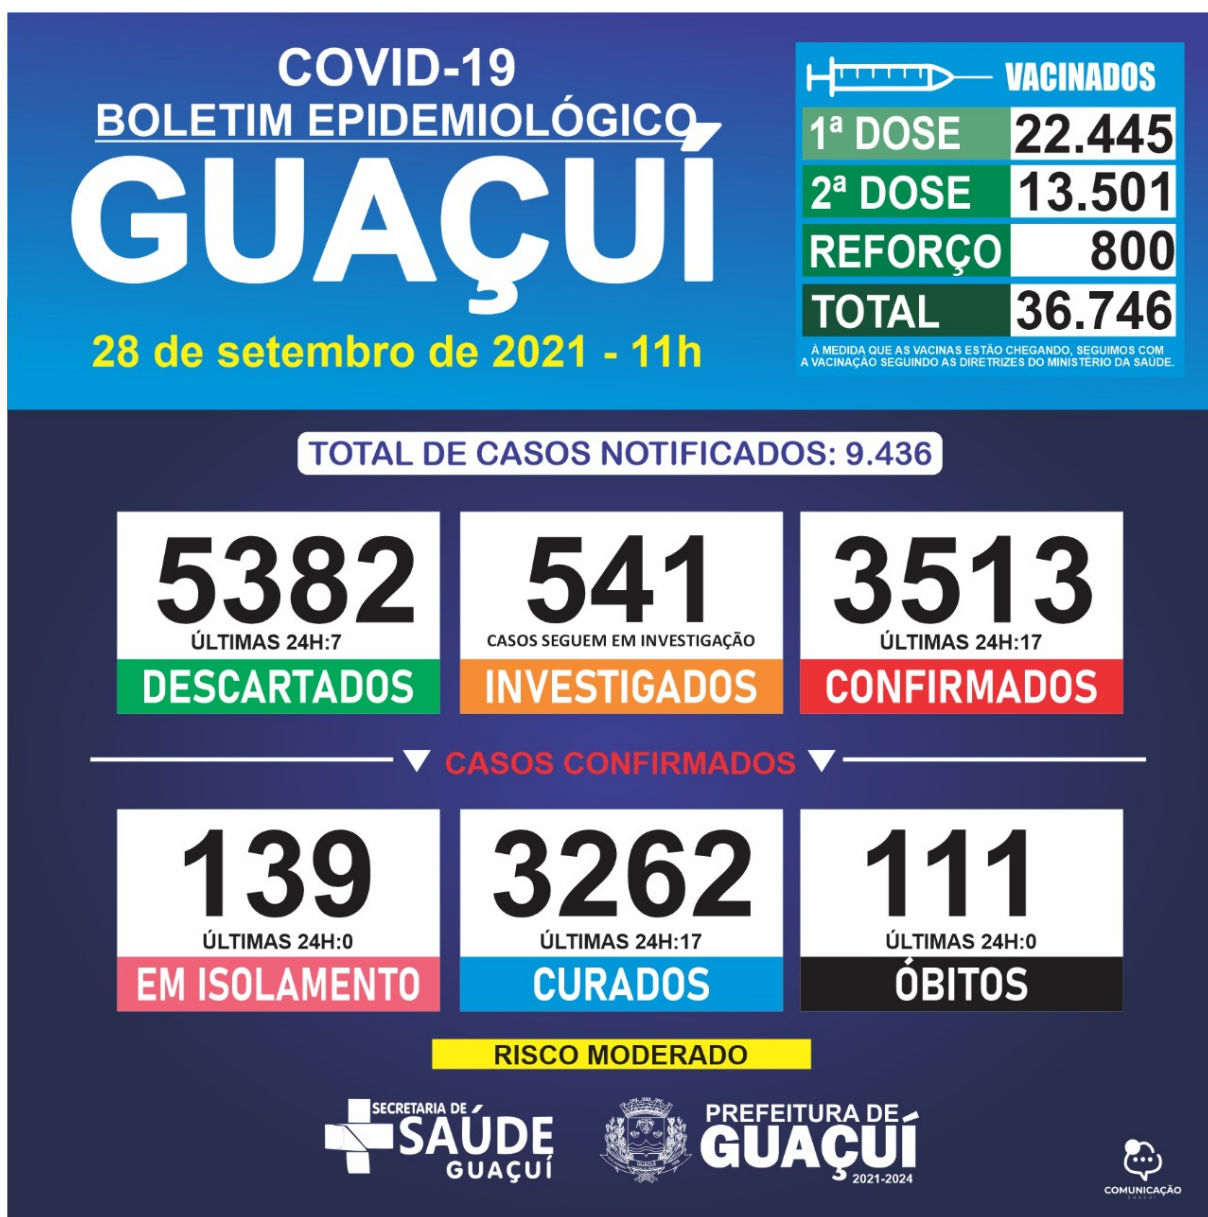 COVID-19
BOLETIM EPIDEMIOLÓGICO
GUAÇUÍ
28 de setembro de 2021 - 11h
VACINADOS
1ª DOSE 22.445
2ª DOSE 13.501
REFORÇO 800
TOTAL 36.746
À MEDIDA QUE AS VACINAS ESTÃO CHEGANDO, SEGUIMOS COM
A VACINAÇÃO SEGUINDO AS DIRETRIZES DO MINISTÉRIO DA SAÚDE.
TOTAL DE CASOS NOTIFICADOS: 9.436
5382
ÚLTIMAS 24H:7
DESCARTADOS
541
CASOS SEGUEM EM INVESTIGAÇÃO
INVESTIGADOS
3513
ÚLTIMAS 24H:17
CONFIRMADOS
CASOS CONFIRMADOS
139
ÚLTIMAS 24H:0
EM ISOLAMENTO
3262
ÚLTIMAS 24H:17
CURADOS
111
ÚLTIMAS 24H:0
ÓBITOS
RISCO MODERADO
SECRETARIA DE
SAÚDE
GUAÇUÍ
PREFEITURA DE
GUAÇUÍ
2021-2024
COMUNICAÇÃO